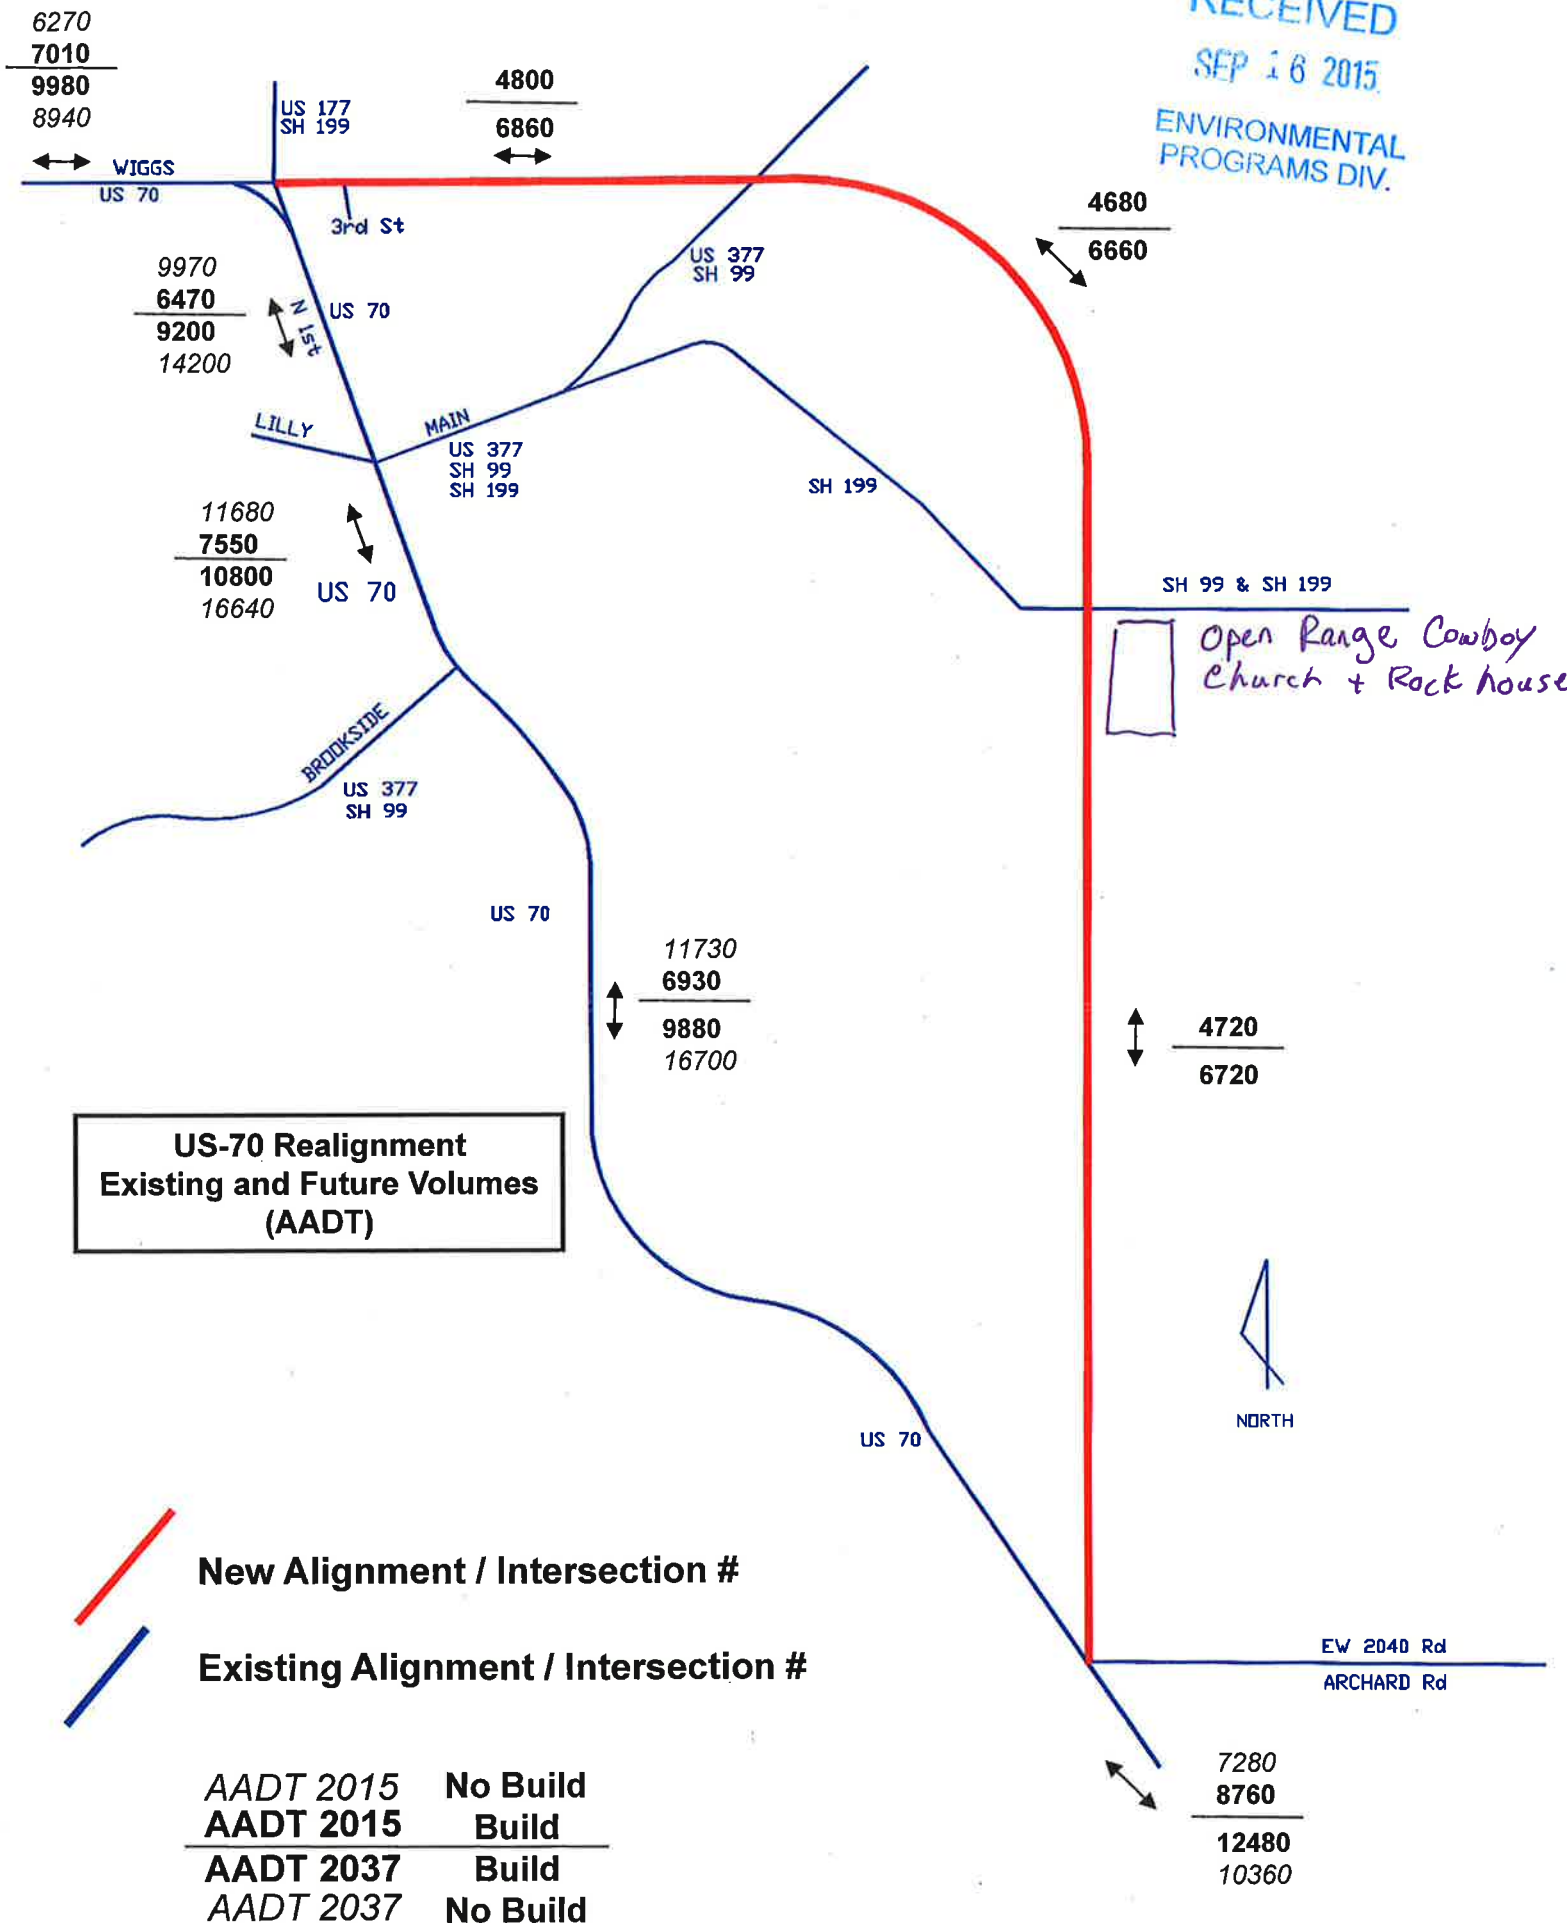 6270
7010
9980
8940
RECEIVED
SEP 16 2015
ENVIRONMENTAL
PROGRAMS DIV.
US 177
SH 199
4800
6860
WIGGS
US 70
3rd St
4680
6660
US 377
SH 99
9970
6470
9200
14200
N 1st
US 70
LILLY
MAIN
US 377
SH 99
SH 199
SH 199
11680
7550
10800
16640
US 70
SH 99 & SH 199
Open Range Cowboy
Church + Rock house
BROOKSIDE
US 377
SH 99
US 70
11730
6930
9880
16700
4720
6720
US-70 Realignment
Existing and Future Volumes
(AADT)
NORTH
US 70
New Alignment / Intersection #
Existing Alignment / Intersection #
EW 2040 Rd
ARCHARD Rd
7280
8760
12480
10360
AADT 2015 No Build
AADT 2015 Build
AADT 2037 Build
AADT 2037 No Build